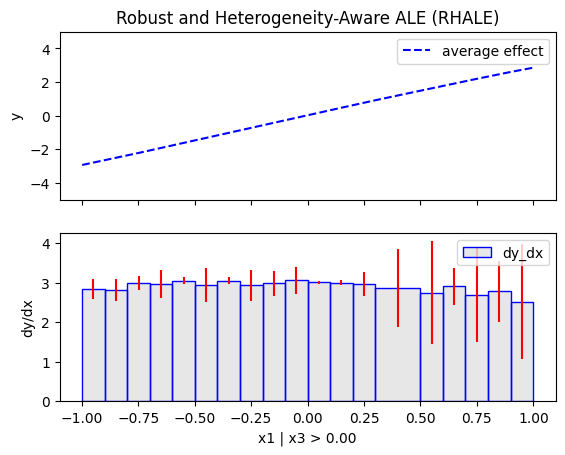 Robust and Heterogeneity-Aware ALE (RHALE)
4
2
0
−2
−4
y
average effect
4
3
2
1
0
dy/dx
dy_dx
−1.00 −0.75 −0.50 −0.25 0.00 0.25 0.50 0.75 1.00
x1 | x3 > 0.00